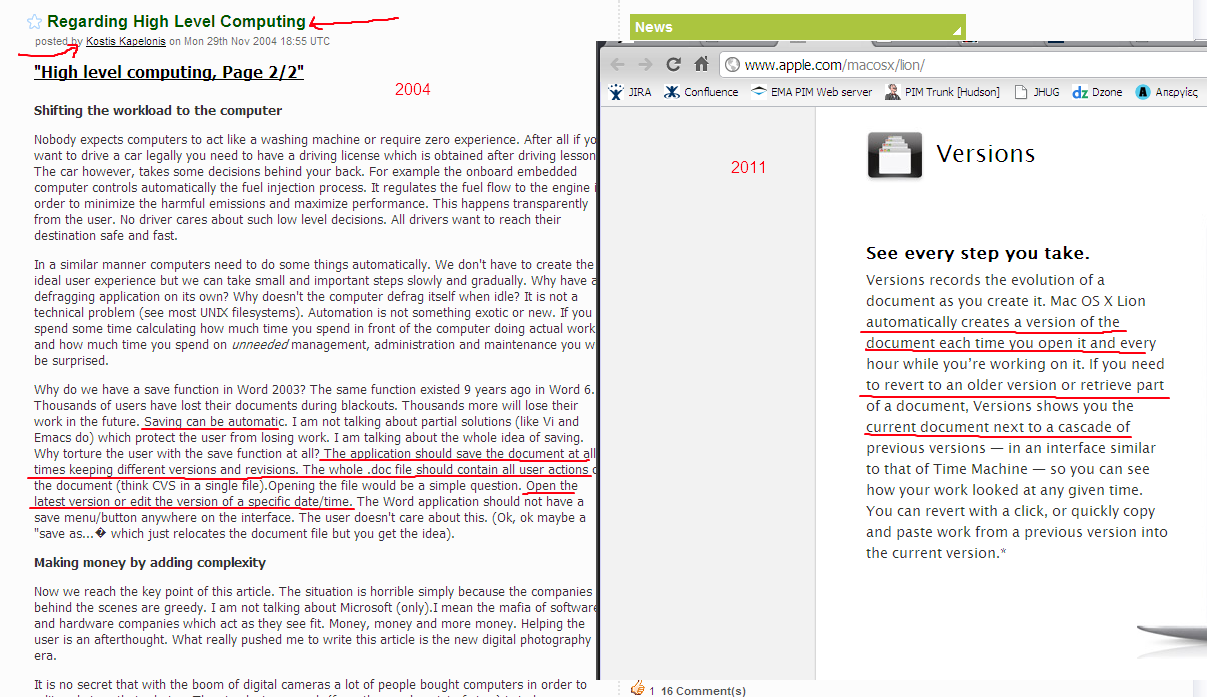 Regarding High Level Computing
posted by Kostis Kapelonis on Mon 29th Nov 2004 18:55 UTC
"High level computing, Page 2/2"
2004
Shifting the workload to the computer
Nobody expects computers to act like a washing machine or require zero experience. After all if yo
want to drive a car legally you need to have a driving license which is obtained after driving lesson
The car however, takes some decisions behind your back. For example the onboard embedded
computer controls automatically the fuel injection process. It regulates the fuel flow to the engine i
order to minimize the harmful emissions and maximize performance. This happens transparently
from the user. No driver cares about such low level decisions. All drivers want to reach their
destination safe and fast.
In a similar manner computers need to do some things automatically. We don't have to create the
ideal user experience but we can take small and important steps slowly and gradually. Why have a
defragging application on its own? Why doesn't the computer defrag itself when idle? It is not a
technical problem (see most UNIX filesystems). Automation is not something exotic or new. If you
spend some time calculating how much time you spend in front of the computer doing actual work
and how much time you spend on unneeded management, administration and maintenance you w
be surprised.
Why do we have a save function in Word 2003? The same function existed 9 years ago in Word 6.
Thousands of users have lost their documents during blackouts. Thousands more will lose their
work in the future. Saving can be automatic. I am not talking about partial solutions (like Vi and
Emacs do) which protect the user from losing work. I am talking about the whole idea of saving.
Why torture the user with the save function at all? The application should save the document at all
times keeping different versions and revisions. The whole .doc file should contain all user actions o
the document (think CVS in a single file).Opening the file would be a simple question. Open the
latest version or edit the version of a specific date/time. The Word application should not have a
save menu/button anywhere on the interface. The user doesn't care about this. (Ok, ok maybe a
"save as...� which just relocates the document file but you get the idea).
Making money by adding complexity
Now we reach the key point of this article. The situation is horrible simply because the companies
behind the scenes are greedy. I am not talking about Microsoft (only).I mean the mafia of software
and hardware companies which act as they see fit. Money, money and more money. Helping the
user is an afterthought. What really pushed me to write this article is the new digital photography
era.
It is no secret that with the boom of digital cameras a lot of people bought computers in order to
News
www.apple.com/macosx/lion/
JIRA Confluence EMA PIM Web server PIM Trunk [Hudson] JHUG dz Dzone Απεργίες
2011
Versions
See every step you take.
Versions records the evolution of a
document as you create it. Mac OS X Lion
automatically creates a version of the
document each time you open it and every
hour while you're working on it. If you need
to revert to an older version or retrieve part
of a document, Versions shows you the
current document next to a cascade of
previous versions — in an interface similar
to that of Time Machine — so you can see
how your work looked at any given time.
You can revert with a click, or quickly copy
and paste work from a previous version into
the current version.*
1 16 Comment(s)